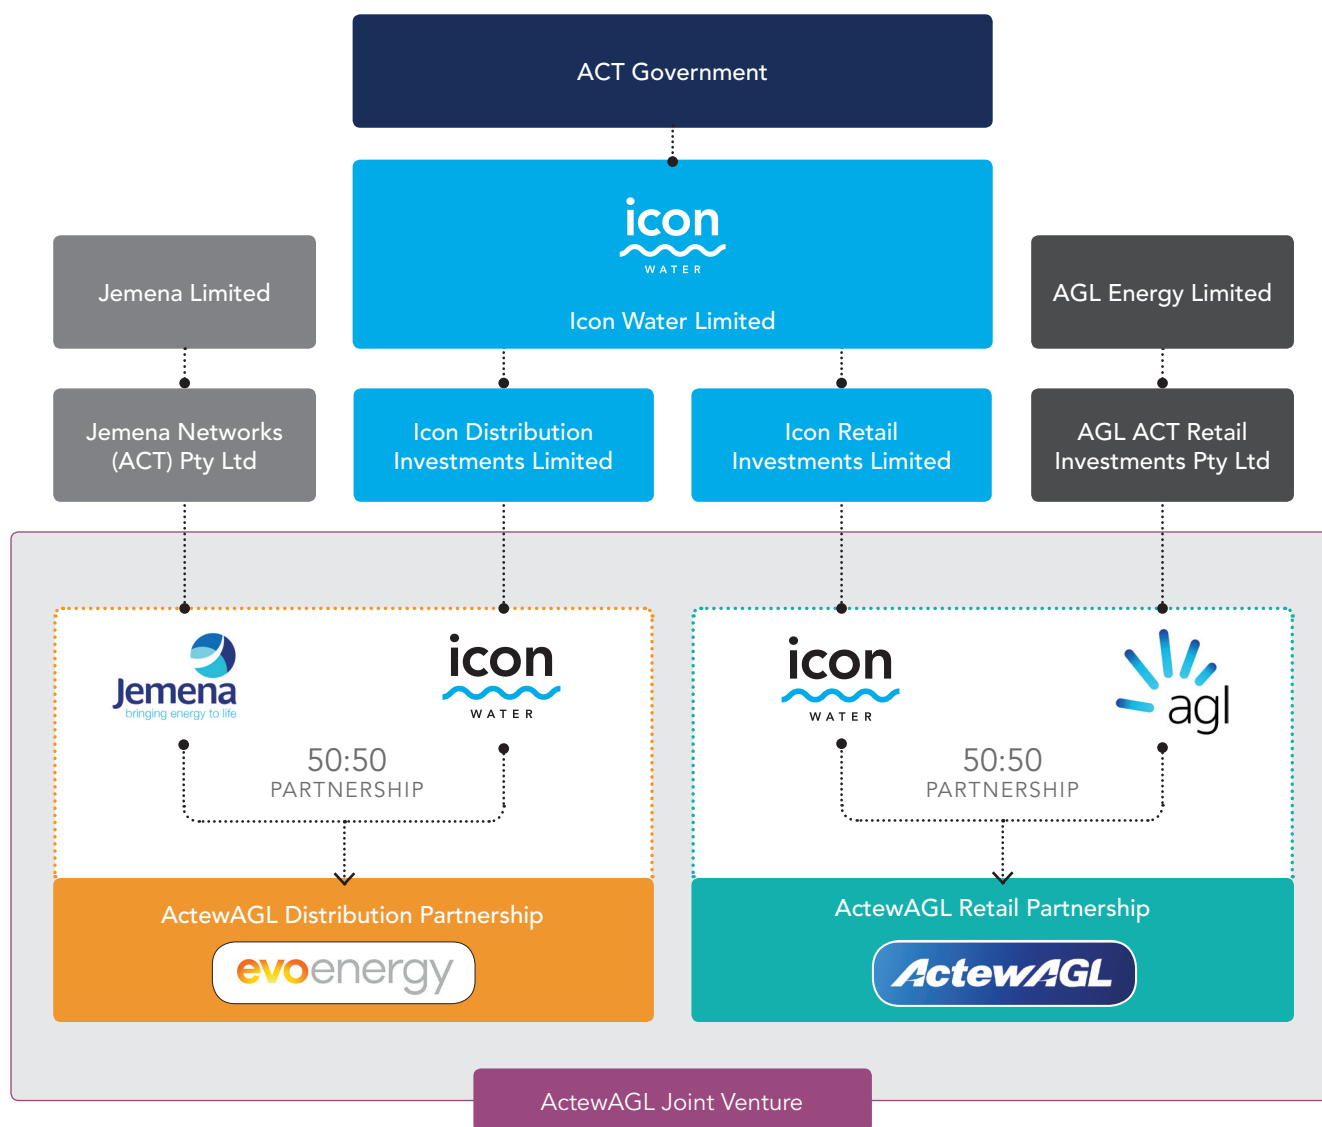 ACT Government
icon
WATER
Icon Water Limited
Jemena Limited
AGL Energy Limited
Jemena Networks
(ACT) Pty Ltd
Icon Distribution
Investments Limited
Icon Retail
Investments Limited
AGL ACT Retail
Investments Pty Ltd
Jemena
bringing energy to life
icon
WATER
50:50
PARTNERSHIP
icon
WATER
agl
50:50
PARTNERSHIP
ActewAGL Distribution Partnership
evoenergy
ActewAGL Retail Partnership
ActewAGL
ActewAGL Joint Venture